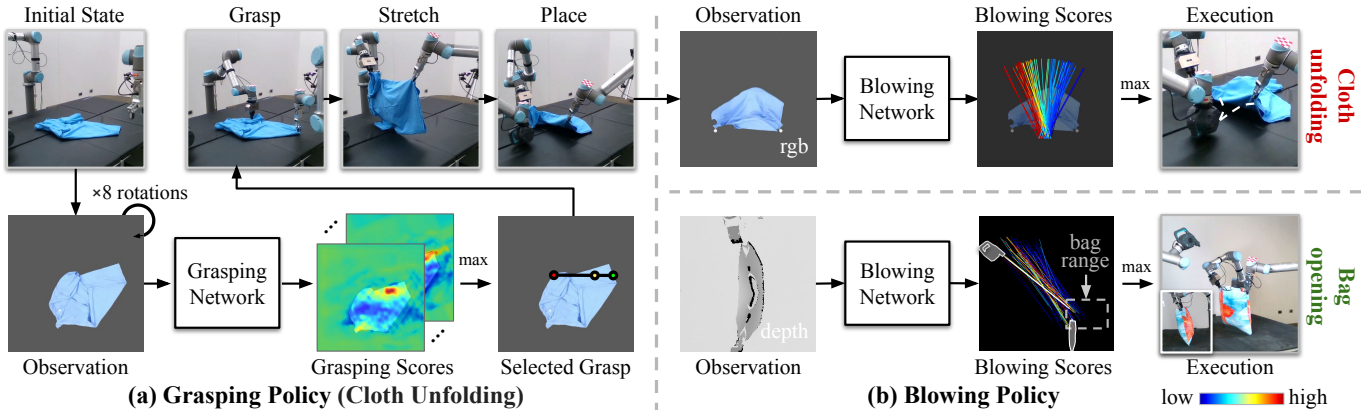 Initial State
Grasp
Stretch
Place
×8 rotations
Grasping
Network
max
Observation
Grasping Scores
Selected Grasp
(a) Grasping Policy (Cloth Unfolding)
Observation
Blowing Scores
Execution
rgb
Blowing
Network
max
Cloth
unfolding
depth
Blowing
Network
bag
range
max
Bag
opening
Observation
Blowing Scores
Execution
(b) Blowing Policy
low
high